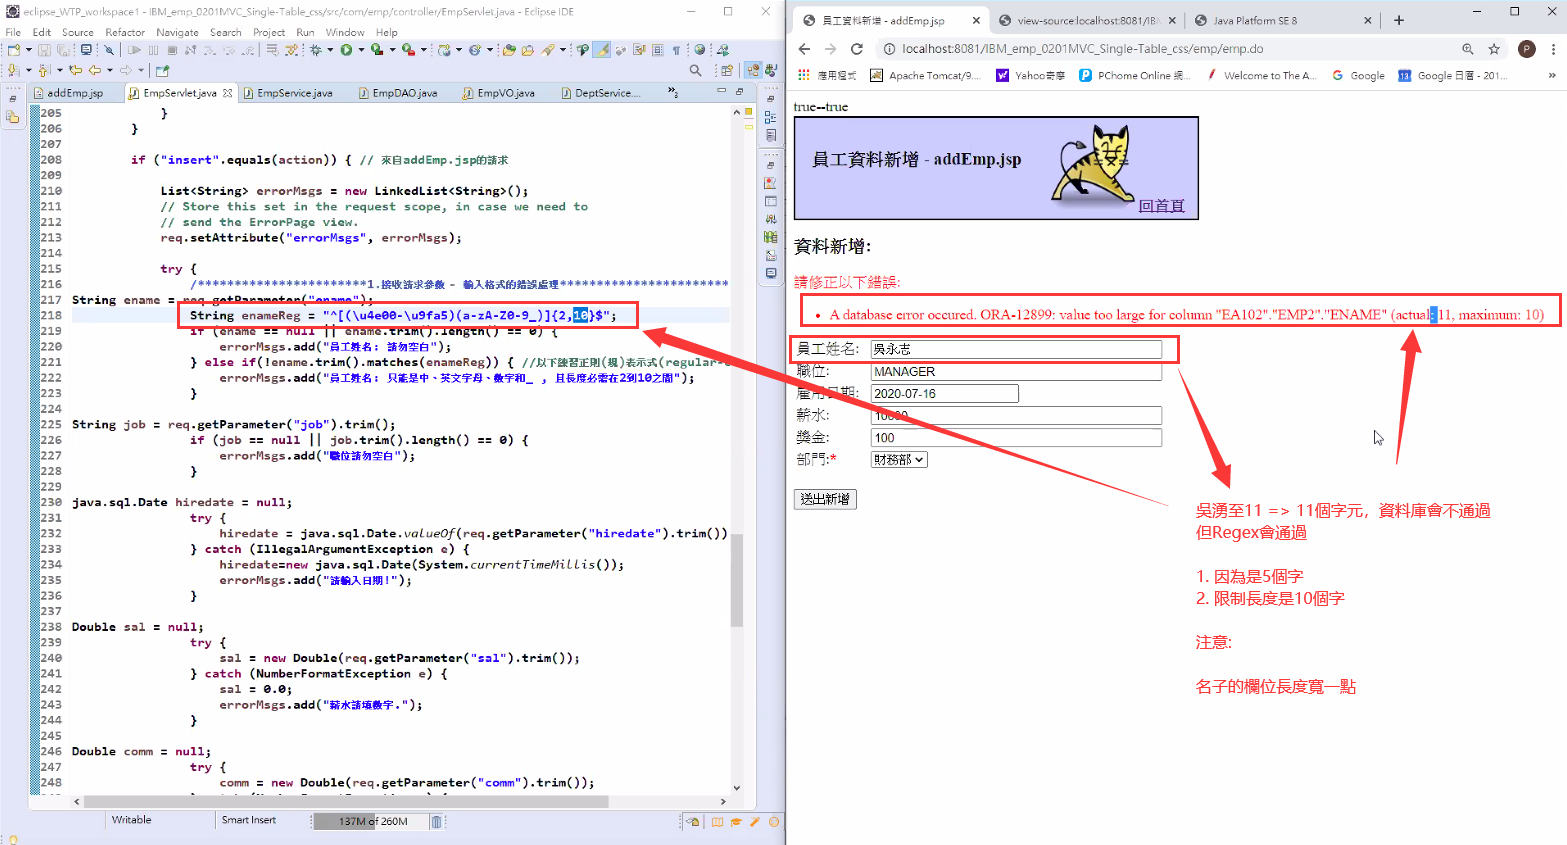 eclipse_WTP_workspace1 - IBM_emp_0201MVC_Single-Table_css/src/com/emp/controller/EmpServlet.java - Eclipse IDE
File Edit Source Refactor Navigate Search Project Run Window Help
addEmp.jsp EmpServlet.java EmpService.java EmpDAO.java EmpVO.java DeptService....
205 }
206 }
207
208 if ("insert".equals(action)) { // 來自addEmp.jsp的請求
209
210 List<String> errorMsgs = new LinkedList<String>();
211 // Store this set in the request scope, in case we need to
212 // send the ErrorPage view.
213 req.setAttribute("errorMsgs", errorMsgs);
214
215 try {
216 /***********************1.接收請求參數 - 輸入格式的錯誤處理*************************
217 String ename = req.getParameter("ename");
218 String enameReg = "^[(\u4e00-\u9fa5)(a-zA-Z0-9_)]{2,10}$";
219 if (ename == null || ename.trim().length() == 0) {
220 errorMsgs.add("員工姓名: 請勿空白");
221 } else if(!ename.trim().matches(enameReg)) { //以下練習正則(規)表示式(regular-
222 errorMsgs.add("員工姓名: 只能是中、英文字母、數字和_ , 且長度必需在2到10之間");
223 }
224
225 String job = req.getParameter("job").trim();
226 if (job == null || job.trim().length() == 0) {
227 errorMsgs.add("職位請勿空白");
228 }
229
230 java.sql.Date hiredate = null;
231 try {
232 hiredate = java.sql.Date.valueOf(req.getParameter("hiredate").trim())
233 } catch (IllegalArgumentException e) {
234 hiredate=new java.sql.Date(System.currentTimeMillis());
235 errorMsgs.add("請輸入日期!");
236 }
237
238 Double sal = null;
239 try {
240 sal = new Double(req.getParameter("sal").trim());
241 } catch (NumberFormatException e) {
242 sal = 0.0;
243 errorMsgs.add("薪水請填數字.");
244 }
245
246 Double comm = null;
247 try {
248 comm = new Double(req.getParameter("comm").trim());
Writable Smart Insert 137M of 260M
員工資料新增 - addEmp.jsp view-source:localhost:8081/IBM Java Platform SE 8
localhost:8081/IBM_emp_0201MVC_Single-Table_css/emp/emp.do P
應用程式 Apache Tomcat/9.... Yahoo奇摩 PChome Online 網... Welcome to The A... Google Google 日曆 - 201... »
true--true
員工資料新增 - addEmp.jsp
回首頁
資料新增:
請修正以下錯誤:
• A database error occured. ORA-12899: value too large for column "EA102"."EMP2"."ENAME" (actual: 11, maximum: 10)
員工姓名: 吳永志
職位: MANAGER
雇用日期: 2020-07-16
薪水: 10000
獎金: 100
部門:* 財務部
送出新增
吳湧至11 => 11個字元, 資料庫會不通過
但Regex會通過
1. 因為是5個字
2. 限制長度是10個字
注意:
名子的欄位長度寬一點